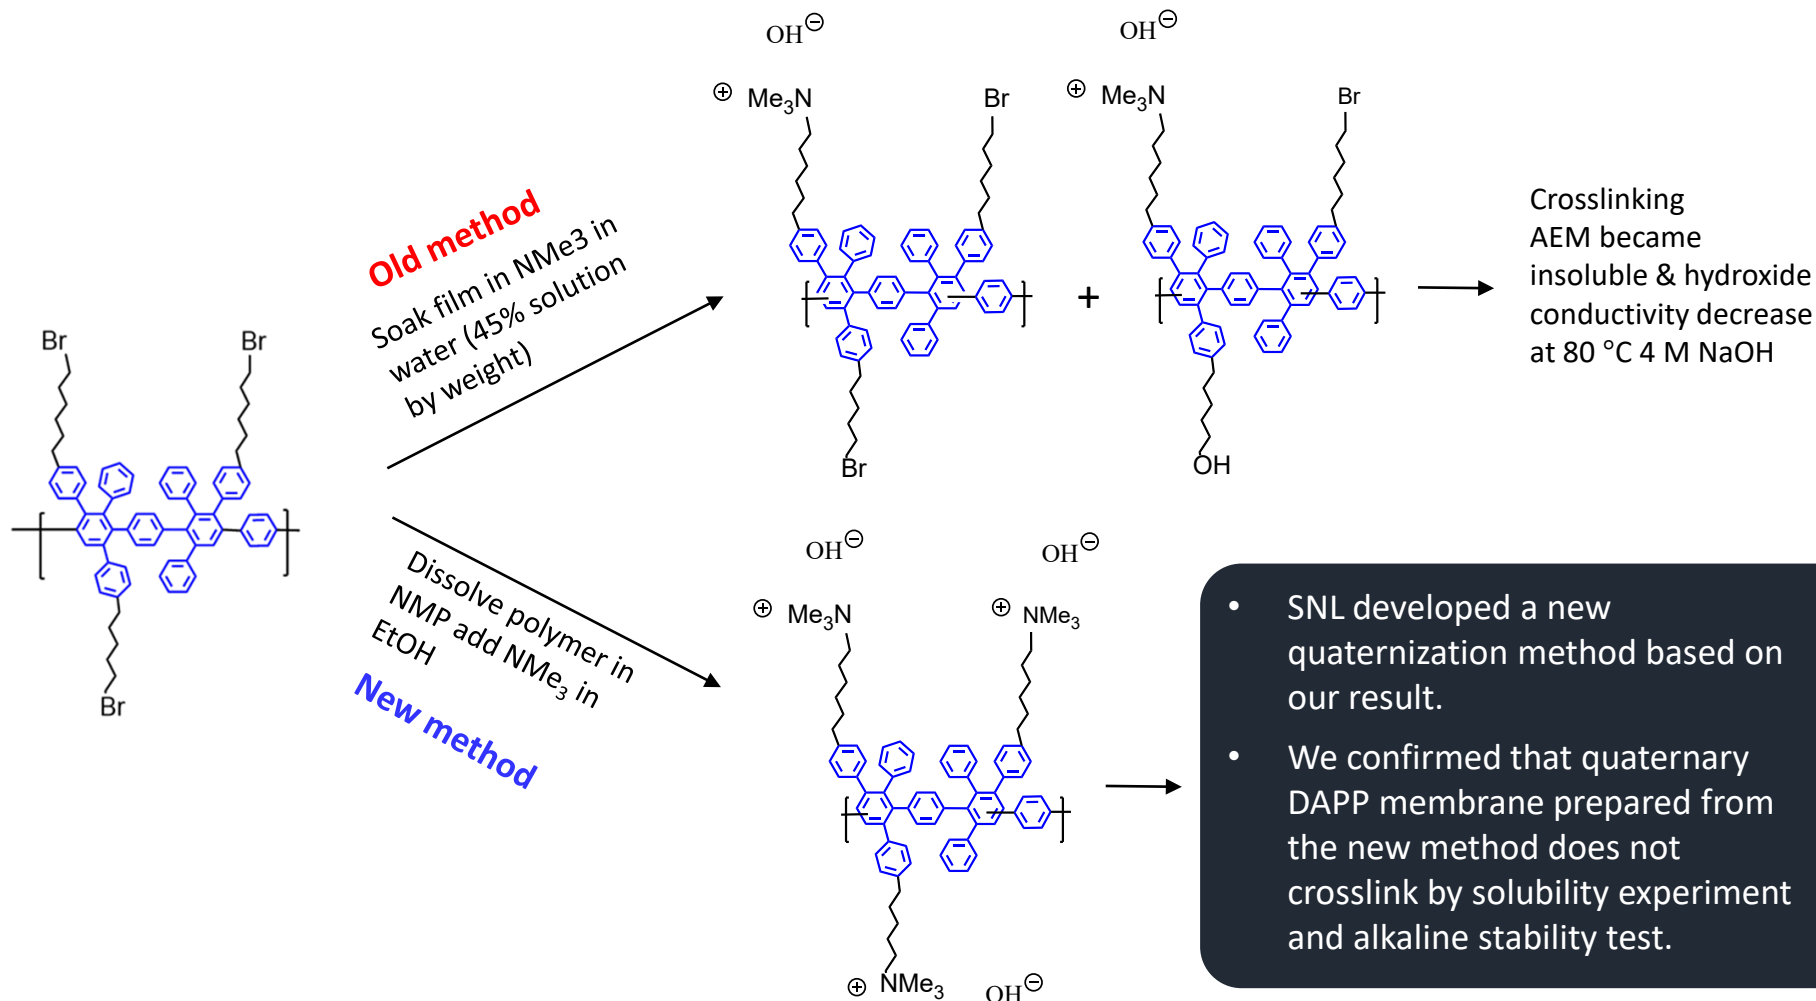 Br
Br
Br
Old method
Soak film in NMe3 in
water (45% solution
by weight)
Dissolve polymer in
NMP add NMe₃ in
EtOH
New method
OH⊖
⊕ Me₃N
Br
Br
+
OH⊖
⊕ Me₃N
Br
OH
Crosslinking
AEM became
insoluble & hydroxide
conductivity decrease
at 80 °C 4 M NaOH
OH⊖
OH⊖
⊕ Me₃N
⊕ NMe₃
⊕ NMe₃
OH⊖
• SNL developed a new
quaternization method based on
our result.
• We confirmed that quaternary
DAPP membrane prepared from
the new method does not
crosslink by solubility experiment
and alkaline stability test.